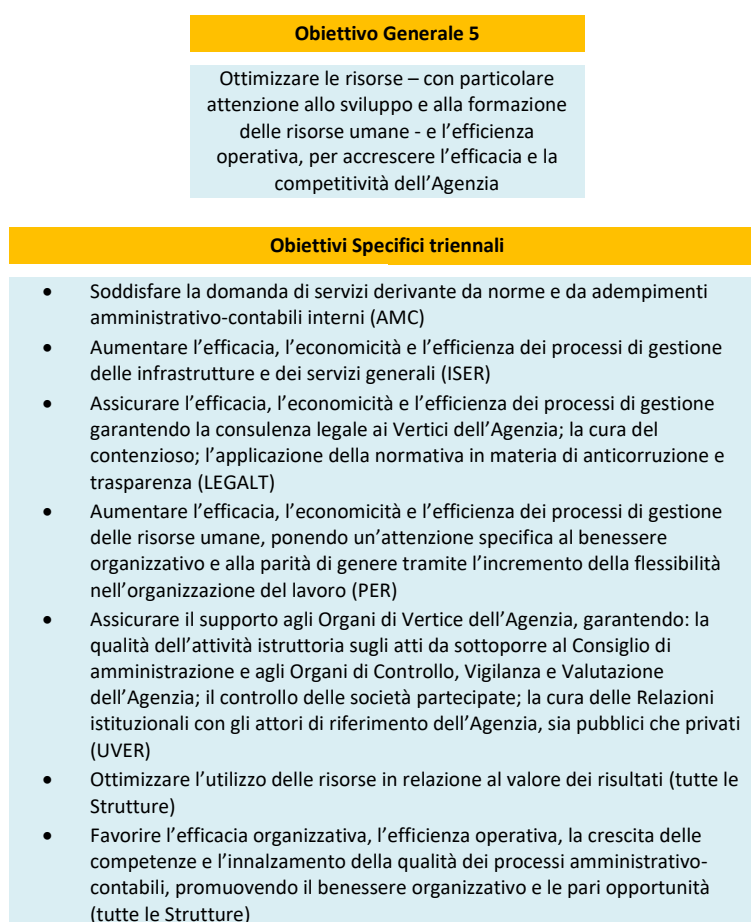 Obiettivo Generale 5
Ottimizzare le risorse – con particolare
attenzione allo sviluppo e alla formazione
delle risorse umane - e l'efficienza
operativa, per accrescere l'efficacia e la
competitività dell'Agenzia
Obiettivi Specifici triennali
• Soddisfare la domanda di servizi derivante da norme e da adempimenti
amministrativo-contabili interni (AMC)
• Aumentare l'efficacia, l'economicità e l'efficienza dei processi di gestione
delle infrastrutture e dei servizi generali (ISER)
• Assicurare l'efficacia, l'economicità e l'efficienza dei processi di gestione
garantendo la consulenza legale ai Vertici dell'Agenzia; la cura del
contenzioso; l'applicazione della normativa in materia di anticorruzione e
trasparenza (LEGALT)
• Aumentare l'efficacia, l'economicità e l'efficienza dei processi di gestione
delle risorse umane, ponendo un'attenzione specifica al benessere
organizzativo e alla parità di genere tramite l'incremento della flessibilità
nell'organizzazione del lavoro (PER)
• Assicurare il supporto agli Organi di Vertice dell'Agenzia, garantendo: la
qualità dell'attività istruttoria sugli atti da sottoporre al Consiglio di
amministrazione e agli Organi di Controllo, Vigilanza e Valutazione
dell'Agenzia; il controllo delle società partecipate; la cura delle Relazioni
istituzionali con gli attori di riferimento dell'Agenzia, sia pubblici che privati
(UVER)
• Ottimizzare l'utilizzo delle risorse in relazione al valore dei risultati (tutte le
Strutture)
• Favorire l'efficacia organizzativa, l'efficienza operativa, la crescita delle
competenze e l'innalzamento della qualità dei processi amministrativo-
contabili, promuovendo il benessere organizzativo e le pari opportunità
(tutte le Strutture)